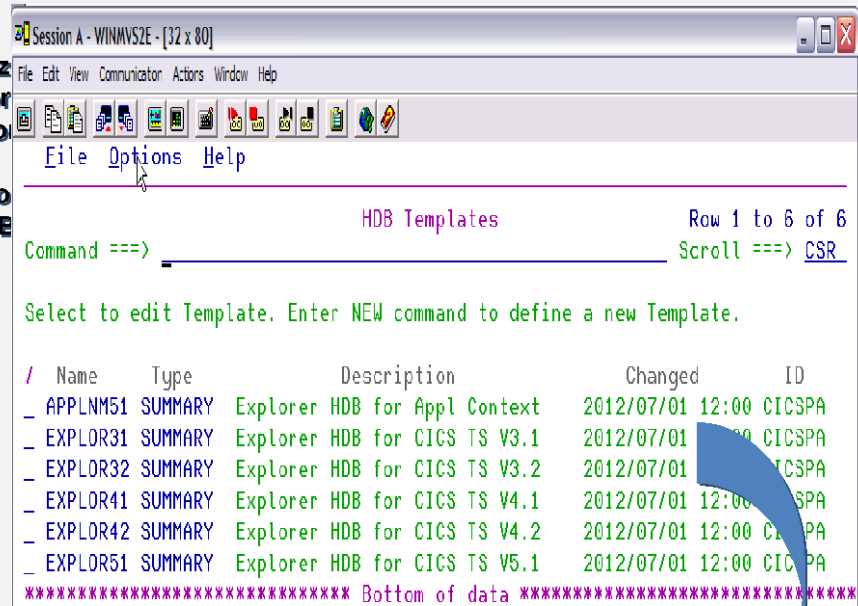 Session A - WINMVS2E - [32 x 80]
File Edit View Communicator Actions Window Help
File Options Help
HDB Templates Row 1 to 6 of 6
Command ===> Scroll ===> CSR
Select to edit Template. Enter NEW command to define a new Template.
/ Name Type Description Changed ID
_ APPLNM51 SUMMARY Explorer HDB for Appl Context 2012/07/01 12:00 CICSPA
_ EXPLOR31 SUMMARY Explorer HDB for CICS TS V3.1 2012/07/01 CICSPA
_ EXPLOR32 SUMMARY Explorer HDB for CICS TS V3.2 2012/07/01
_ EXPLOR41 SUMMARY Explorer HDB for CICS TS V4.1 2012/07/01 12:00
_ EXPLOR42 SUMMARY Explorer HDB for CICS TS V4.2 2012/07/01 12:00
_ EXPLOR51 SUMMARY Explorer HDB for CICS TS V5.1 2012/07/01 12:00
****************************** Bottom of data ********************************